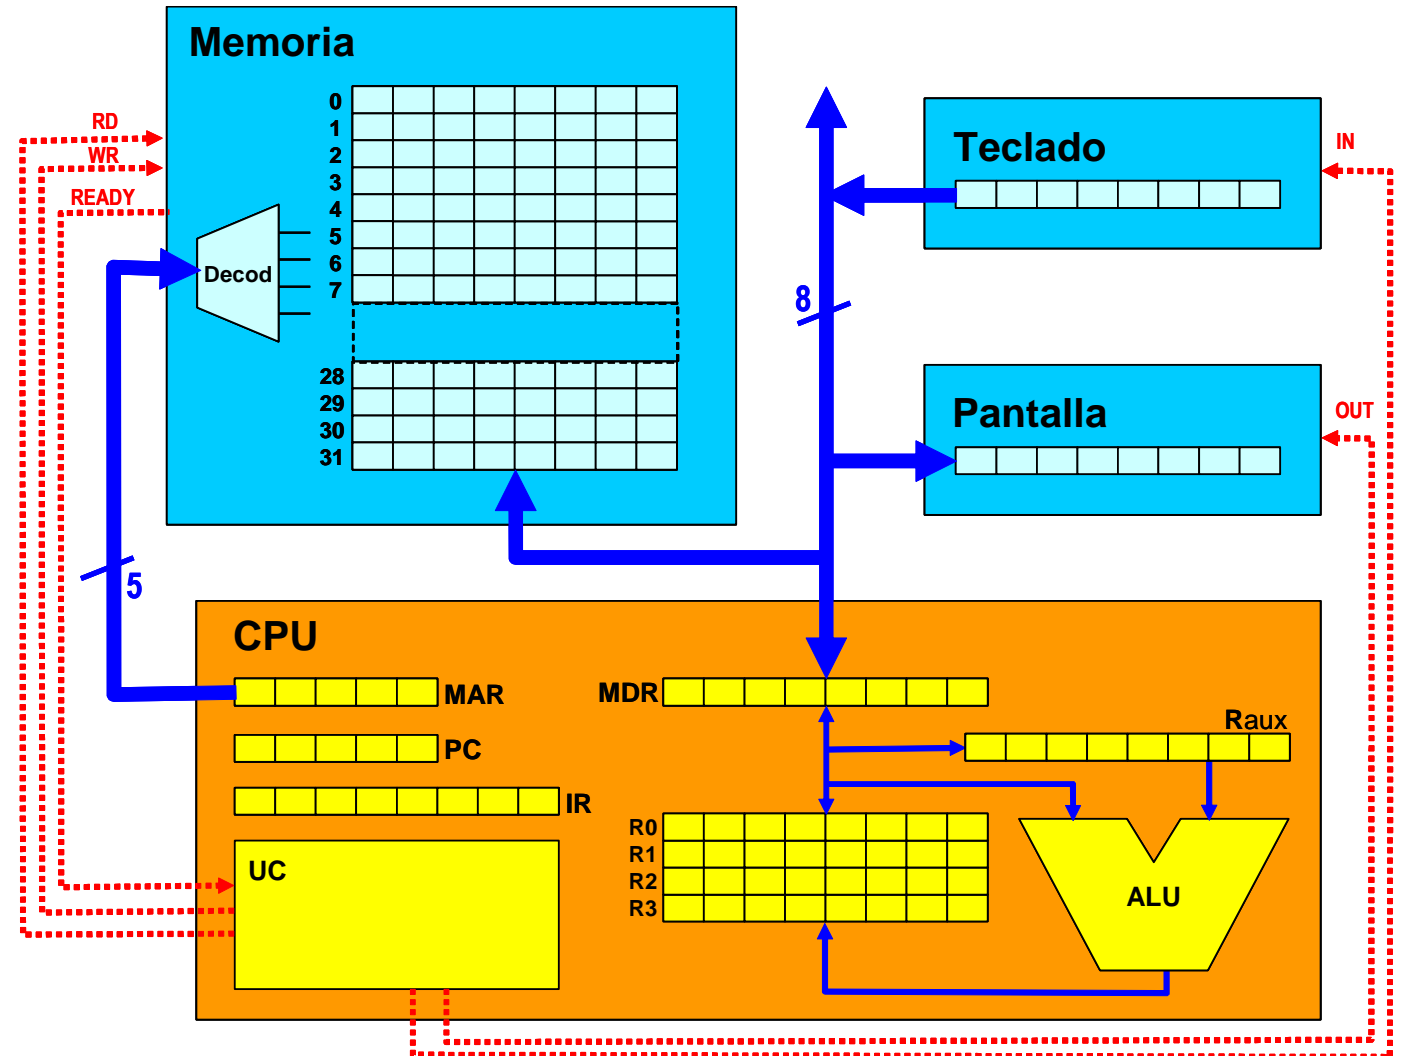 Memoria
0
1
2
3
4
5
6
7
28
29
30
31
RD
WR
READY
Decod
5
8
Teclado
IN
Pantalla
OUT
CPU
MAR
MDR
PC
Raux
IR
R0
R1
R2
R3
UC
ALU